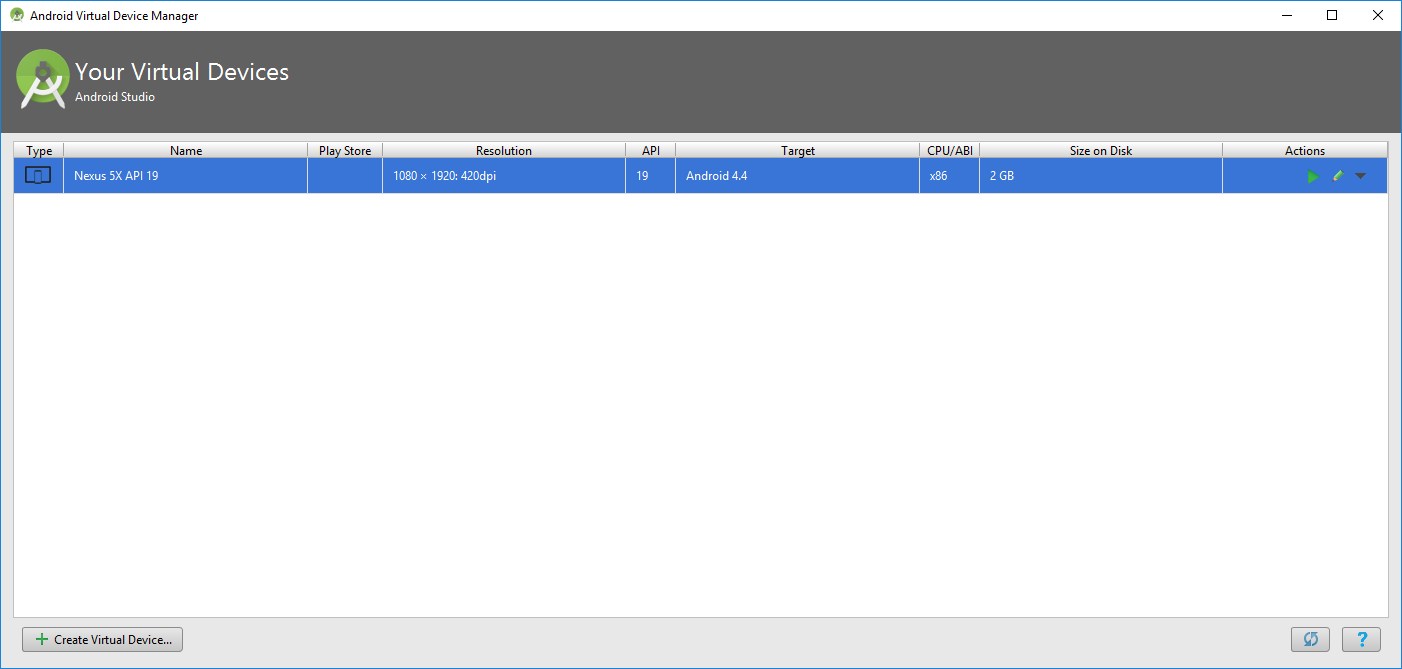 Android Virtual Device Manager
Your Virtual Devices
Android Studio
Type Name Play Store Resolution API Target CPU/ABI Size on Disk Actions
Nexus 5X API 19 1080 × 1920: 420dpi 19 Android 4.4 x86 2 GB
Create Virtual Device... ?